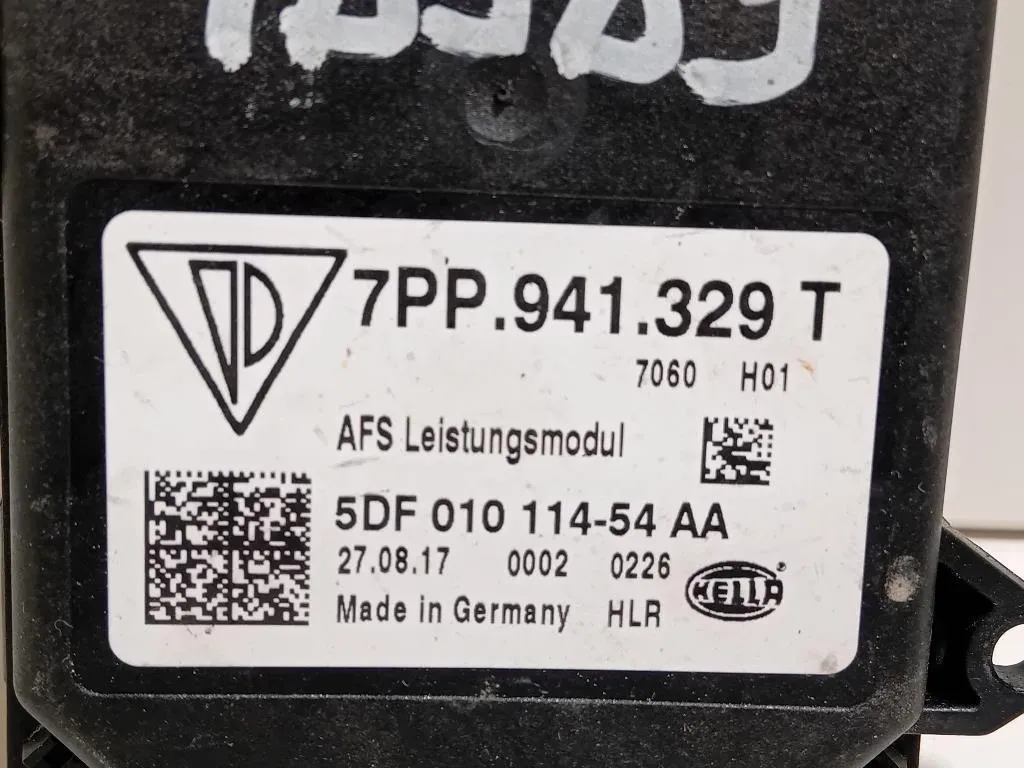 7PP.941.329 T
7060 H01
AFS Leistungsmodul
5DF 010 114-54 AA
27.08.17 0002 0226
HELLA
Made in Germany HLR